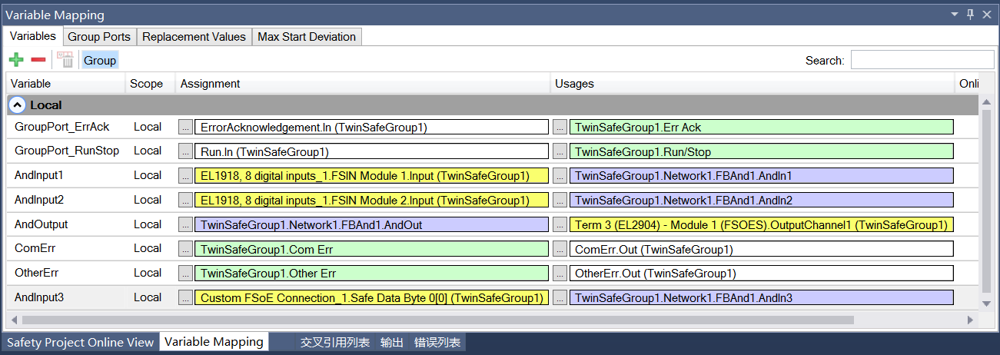 Variable Mapping
Variables Group Ports Replacement Values Max Start Deviation
Group Search:
Variable Scope Assignment Usages Onli
Local
GroupPort_ErrAck Local ... ErrorAcknowledgement.In (TwinSafeGroup1) ... TwinSafeGroup1.Err Ack
GroupPort_RunStop Local ... Run.In (TwinSafeGroup1) ... TwinSafeGroup1.Run/Stop
AndInput1 Local ... EL1918, 8 digital inputs_1.FSIN Module 1.Input (TwinSafeGroup1) ... TwinSafeGroup1.Network1.FBAnd1.AndIn1
AndInput2 Local ... EL1918, 8 digital inputs_1.FSIN Module 2.Input (TwinSafeGroup1) ... TwinSafeGroup1.Network1.FBAnd1.AndIn2
AndOutput Local ... TwinSafeGroup1.Network1.FBAnd1.AndOut ... Term 3 (EL2904) - Module 1 (FSOES).OutputChannel1 (TwinSafeGroup1)
ComErr Local ... TwinSafeGroup1.Com Err ... ComErr.Out (TwinSafeGroup1)
OtherErr Local ... TwinSafeGroup1.Other Err ... OtherErr.Out (TwinSafeGroup1)
AndInput3 Local ... Custom FSoE Connection_1.Safe Data Byte 0[0] (TwinSafeGroup1) ... TwinSafeGroup1.Network1.FBAnd1.AndIn3
Safety Project Online View Variable Mapping 交叉引用列表 输出 错误列表